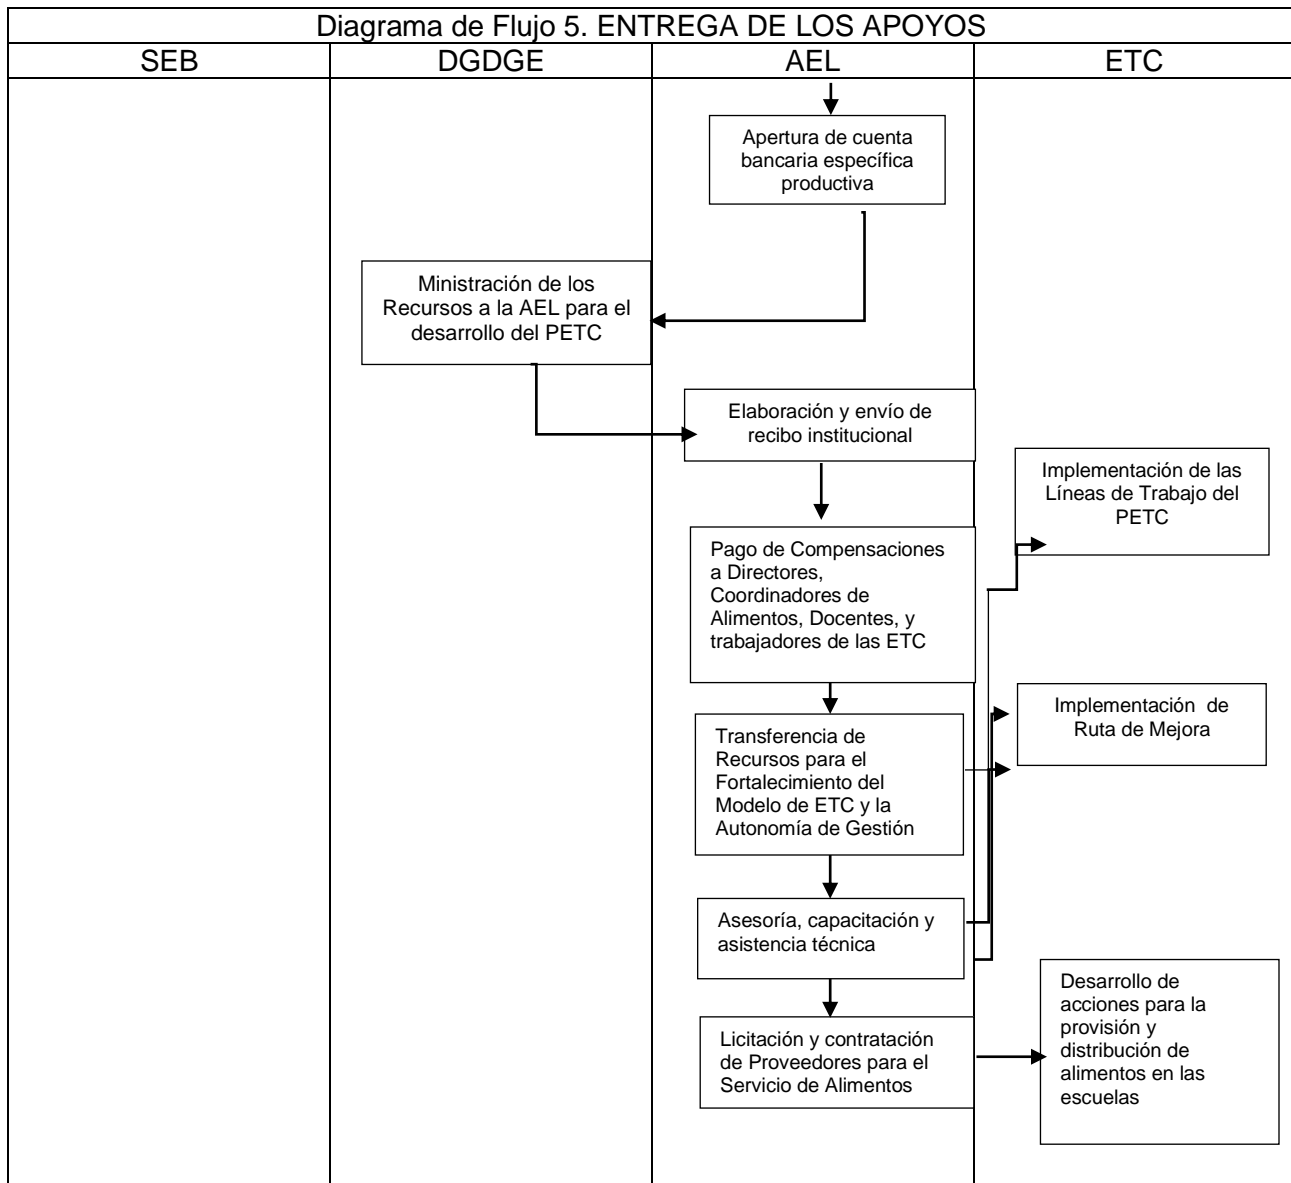 Diagrama de Flujo 5. ENTREGA DE LOS APOYOS
SEB
DGDGE
AEL
ETC
Apertura de cuenta
bancaria específica
productiva
Ministración de los
Recursos a la AEL para el
desarrollo del PETC
Elaboración y envío de
recibo institucional
Implementación de las
Líneas de Trabajo del
PETC
Pago de Compensaciones
a Directores,
Coordinadores de
Alimentos, Docentes, y
trabajadores de las ETC
Implementación de
Ruta de Mejora
Transferencia de
Recursos para el
Fortalecimiento del
Modelo de ETC y la
Autonomía de Gestión
Asesoría, capacitación y
asistencia técnica
Desarrollo de
acciones para la
provisión y
distribución de
alimentos en las
escuelas
Licitación y contratación
de Proveedores para el
Servicio de Alimentos